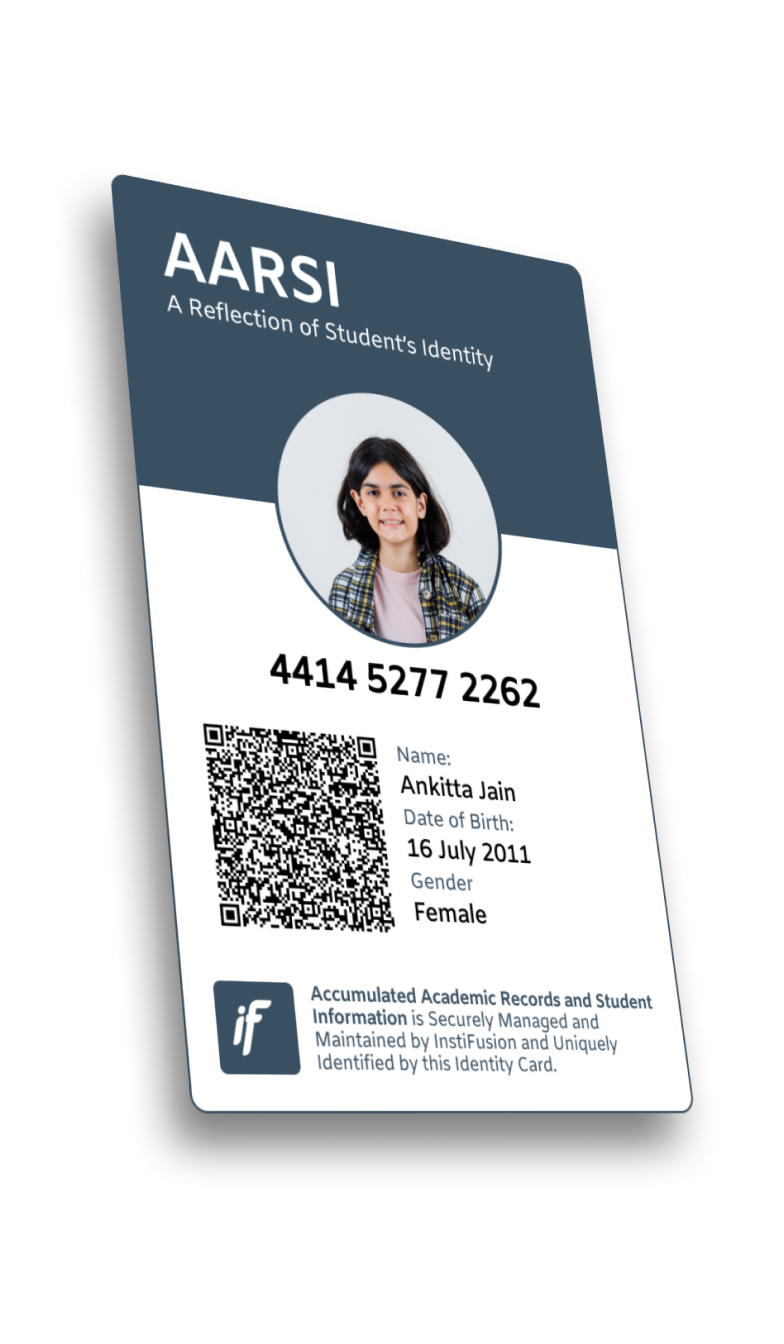 AARSI
A Reflection of Student's Identity
4414 5277 2262
Name:
Ankitta Jain
Date of Birth:
16 July 2011
Gender
Female
if
Accumulated Academic Records and Student
Information is Securely Managed and
Maintained by InstiFusion and Uniquely
Identified by this Identity Card.